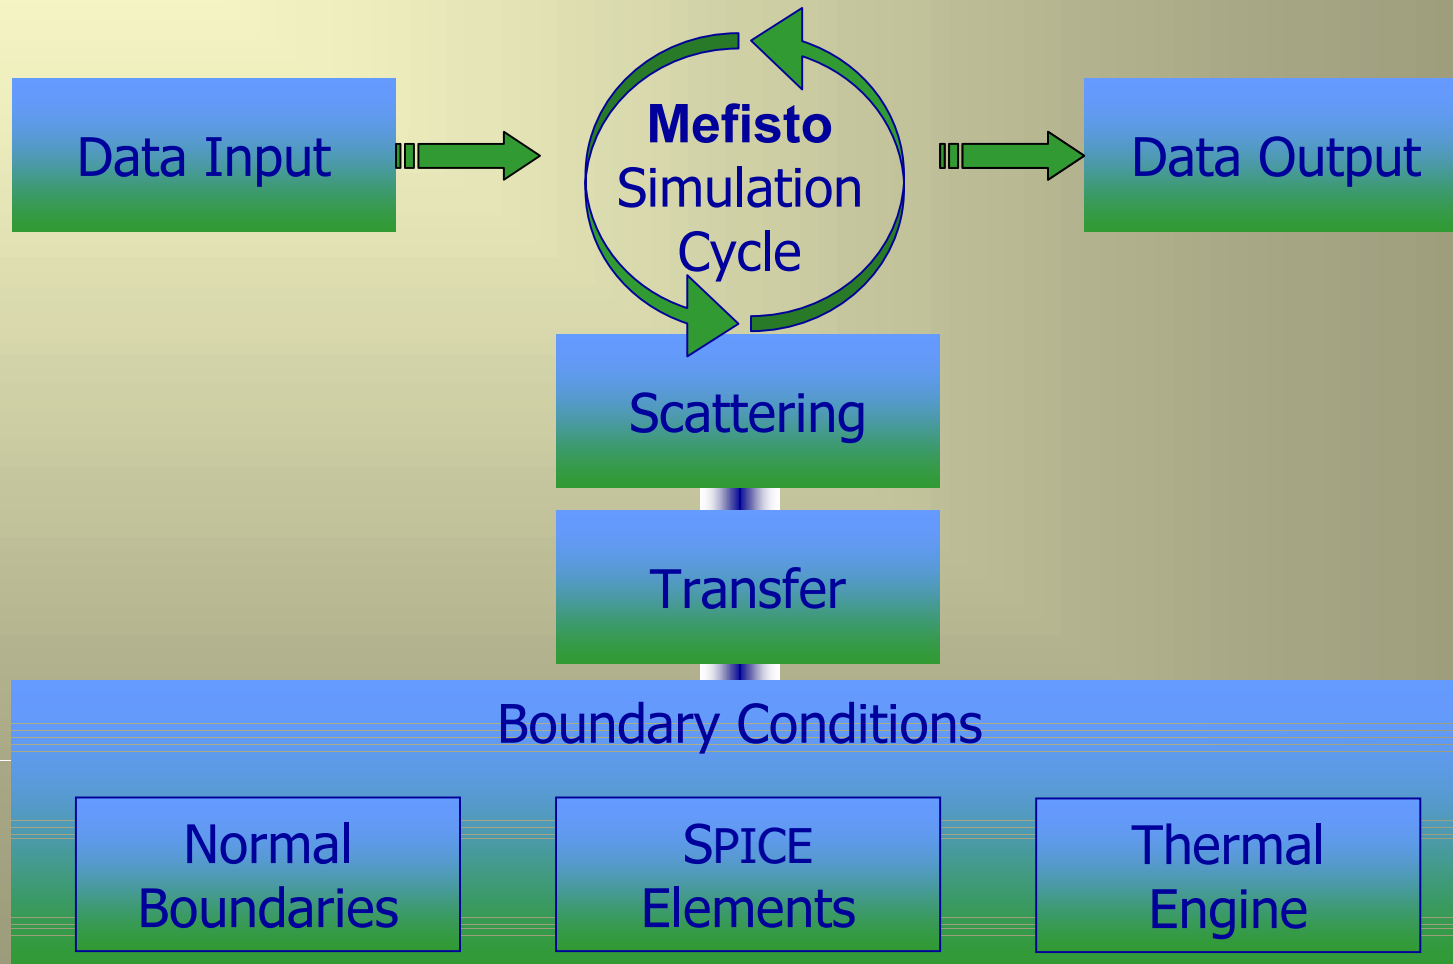 Data Input
Mefisto
Simulation
Cycle
Data Output
Scattering
Transfer
Boundary Conditions
Normal
Boundaries
SPICE
Elements
Thermal
Engine